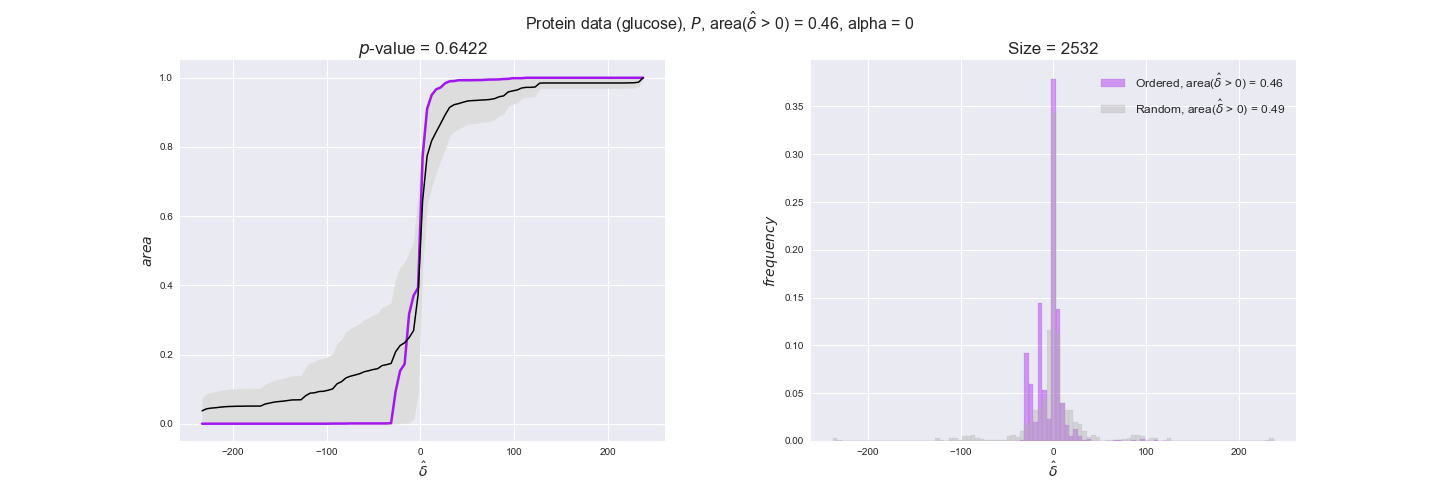 Protein data (glucose), P, area(δ̂ > 0) = 0.46, alpha = 0
p-value = 0.6422
1.0
0.8
0.6
0.4
0.2
0.0
area
−200
−100
0
100
200
δ̂
Size = 2532
Ordered, area(δ̂ > 0) = 0.46
Random, area(δ̂ > 0) = 0.49
0.35
0.30
0.25
0.20
0.15
0.10
0.05
0.00
frequency
−200
−100
0
100
200
δ̂